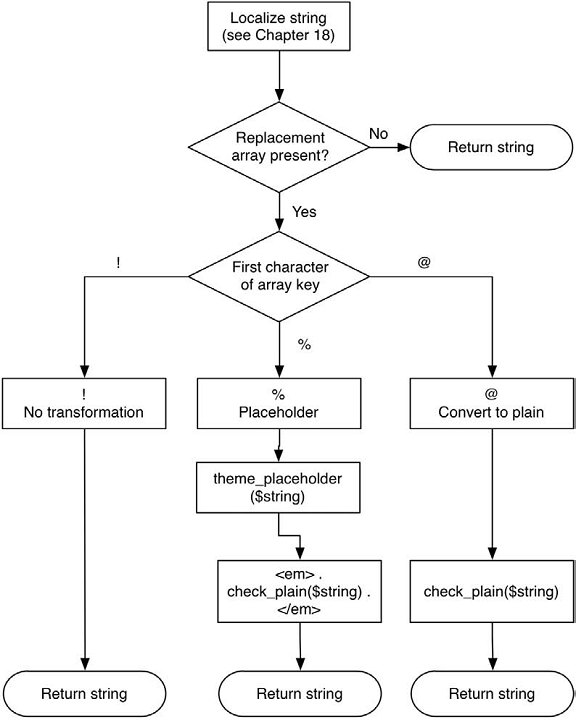 Localize string
(see Chapter 18)
Replacement
array present?
No
Return string
Yes
First character
of array key
!
@
%
!
No transformation
%
Placeholder
@
Convert to plain
theme_placeholder
($string)
<em> .
check_plain($string) .
</em>
check_plain($string)
Return string
Return string
Return string